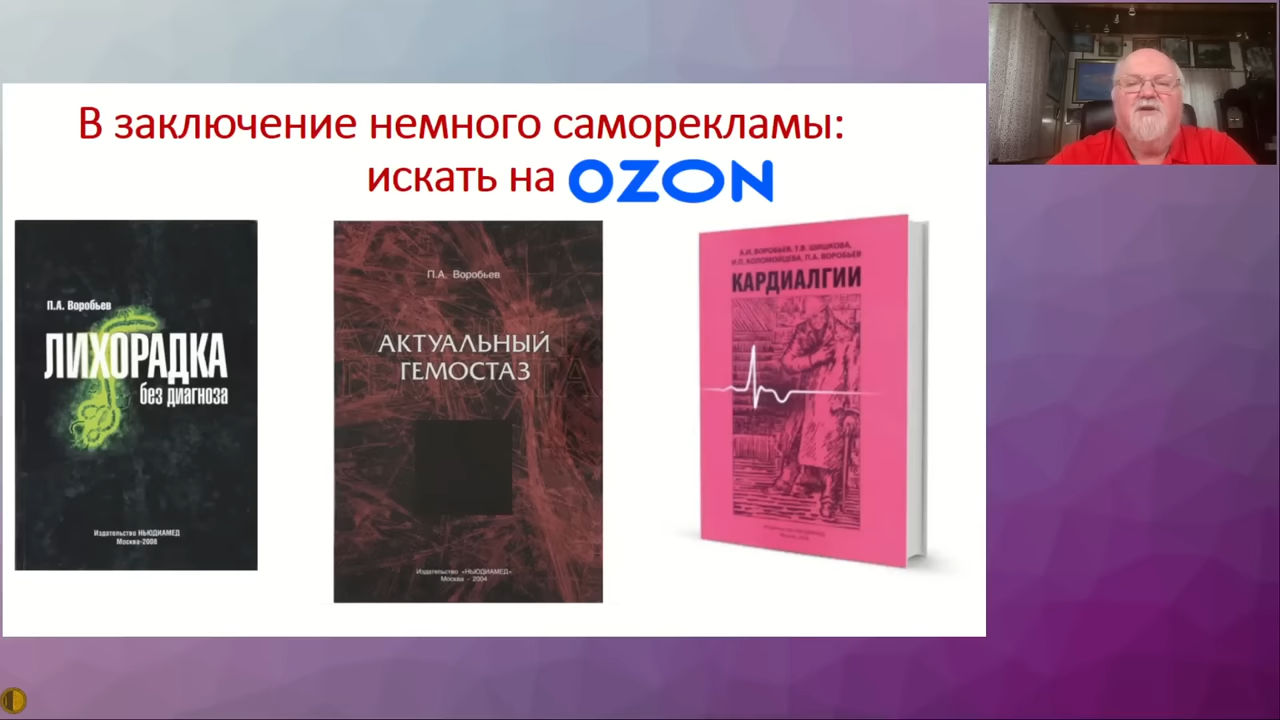 В заключение немного саморекламы:
искать на OZON
П.А. Воробьев
ЛИХОРАДКА
без диагноза
Издательство НЬЮДИАМЕД
Москва-2008
П.А. Воробьев
АКТУАЛЬНЫЙ
ГЕМОСТАЗ
Издательство «НЬЮДИАМЕД»
Москва - 2004
А.И. ВОРОБЬЕВ, Т.В. ШИШКОВА,
И.П. КОЛОМОЙЦЕВА, П.А. ВОРОБЬЕВ
КАРДИАЛГИИ